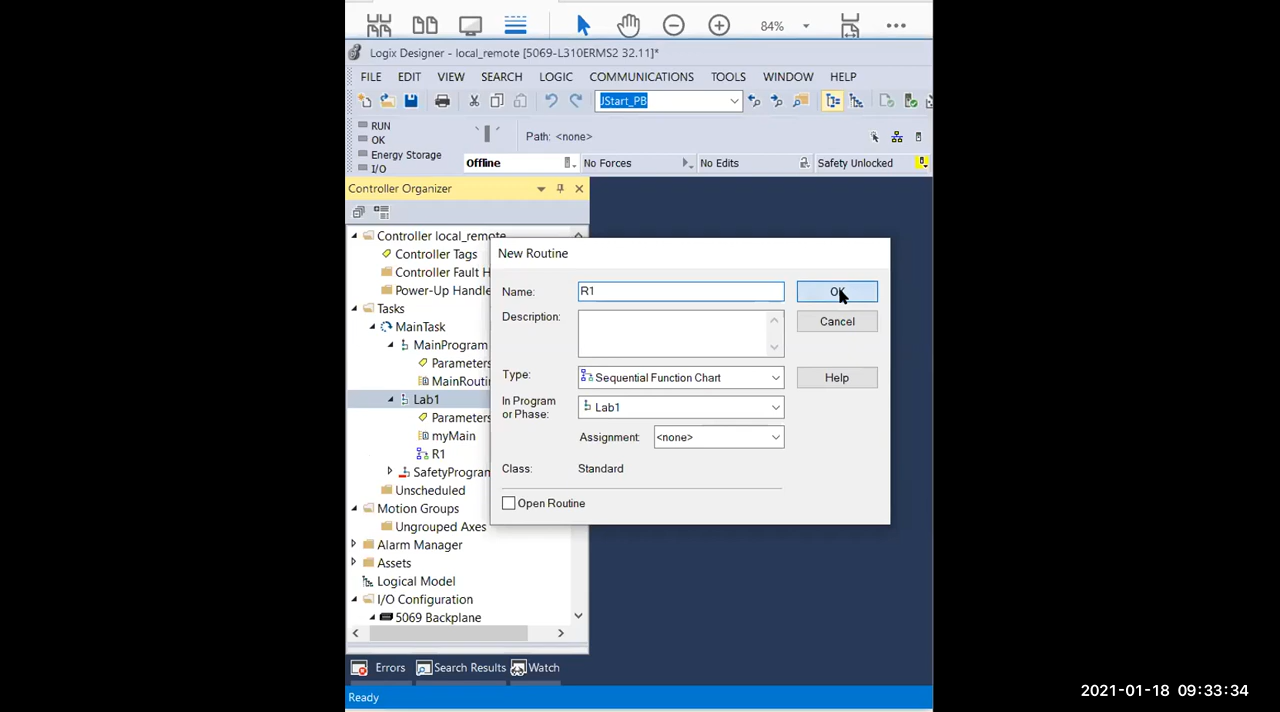 84%
Logix Designer - local_remote [5069-L310ERMS2 32.11]*
FILE EDIT VIEW SEARCH LOGIC COMMUNICATIONS TOOLS WINDOW HELP
JStart_PB
RUN
OK
Energy Storage
I/O
Path: <none>
Offline
No Forces
No Edits
Safety Unlocked
Controller Organizer
Controller local_remote
Controller Tags
Controller Fault H
Power-Up Handle
Tasks
MainTask
MainProgram
Parameters
MainRouti
Lab1
Parameters
myMain
R1
SafetyProgran
Unscheduled
Motion Groups
Ungrouped Axes
Alarm Manager
Assets
Logical Model
I/O Configuration
5069 Backplane
New Routine
Name:
R1
OK
Description:
Cancel
Type:
Sequential Function Chart
Help
In Program
or Phase:
Lab1
Assignment:
<none>
Class:
Standard
Open Routine
Errors
Search Results
Watch
Ready
2021-01-18 09:33:34